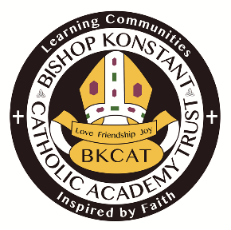 Learning Communities
BISHOP KONSTANT
CATHOLIC ACADEMY TRUST
Love Friendship Joy
BKCAT
Inspired by Faith